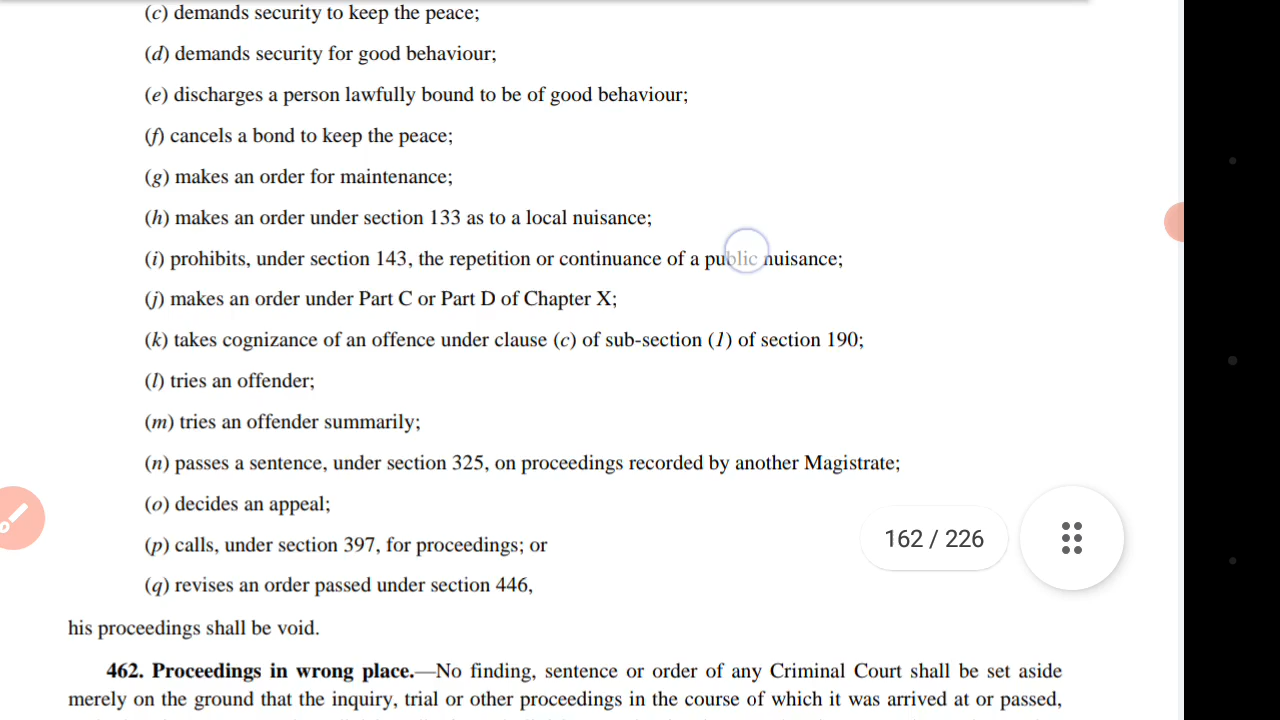 (c) demands security to keep the peace;
(d) demands security for good behaviour;
(e) discharges a person lawfully bound to be of good behaviour;
(f) cancels a bond to keep the peace;
(g) makes an order for maintenance;
(h) makes an order under section 133 as to a local nuisance;
(i) prohibits, under section 143, the repetition or continuance of a public nuisance;
(j) makes an order under Part C or Part D of Chapter X;
(k) takes cognizance of an offence under clause (c) of sub-section (1) of section 190;
(l) tries an offender;
(m) tries an offender summarily;
(n) passes a sentence, under section 325, on proceedings recorded by another Magistrate;
(o) decides an appeal;
(p) calls, under section 397, for proceedings; or
162 / 226
(q) revises an order passed under section 446,
his proceedings shall be void.
462. Proceedings in wrong place.—No finding, sentence or order of any Criminal Court shall be set aside
merely on the ground that the inquiry, trial or other proceedings in the course of which it was arrived at or passed,